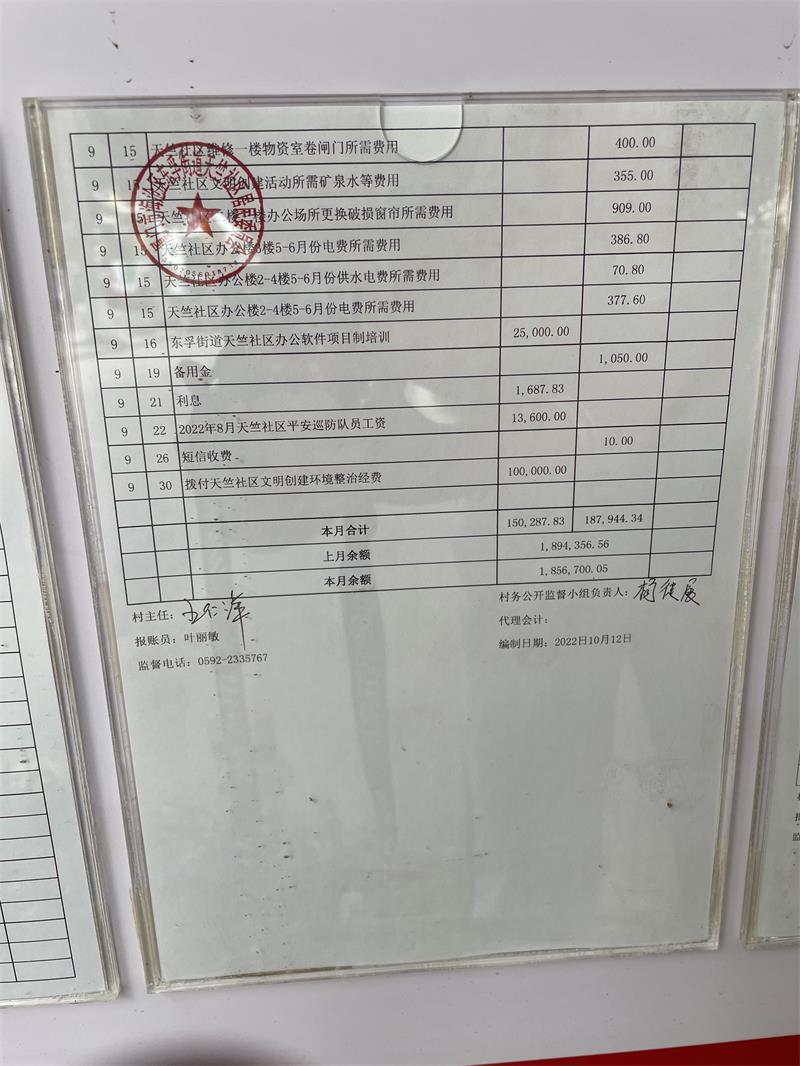 9 15 天竺社区维修一楼物资室卷闸门所需费用 400.00
9 15 天竺社区文明创建活动所需矿泉水等费用 355.00
9 15 天竺 楼办公场所更换破损窗帘所需费用 909.00
9 15 天竺社区办公楼 楼5-6月份电费所需费用 386.80
9 15 天竺社区办公楼2-4楼5-6月份供水电费所需费用 70.80
9 15 天竺社区办公楼2-4楼5-6月份电费所需费用 377.60
9 16 东孚街道天竺社区办公软件项目制培训 25,000.00
9 19 备用金 1,050.00
9 21 利息 1,687.83
9 22 2022年8月天竺社区平安巡防队员工资 13,600.00
9 26 短信收费 10.00
9 30 拨付天竺社区文明创建环境整治经费 100,000.00
本月合计 150,287.83 187,944.34
上月余额 1,894,356.56
本月余额 1,856,700.05
村主任： 村务公开监督小组负责人：
报账员：叶丽敏 代理会计：
监督电话：0592-2335767 编制日期：2022年10月12日